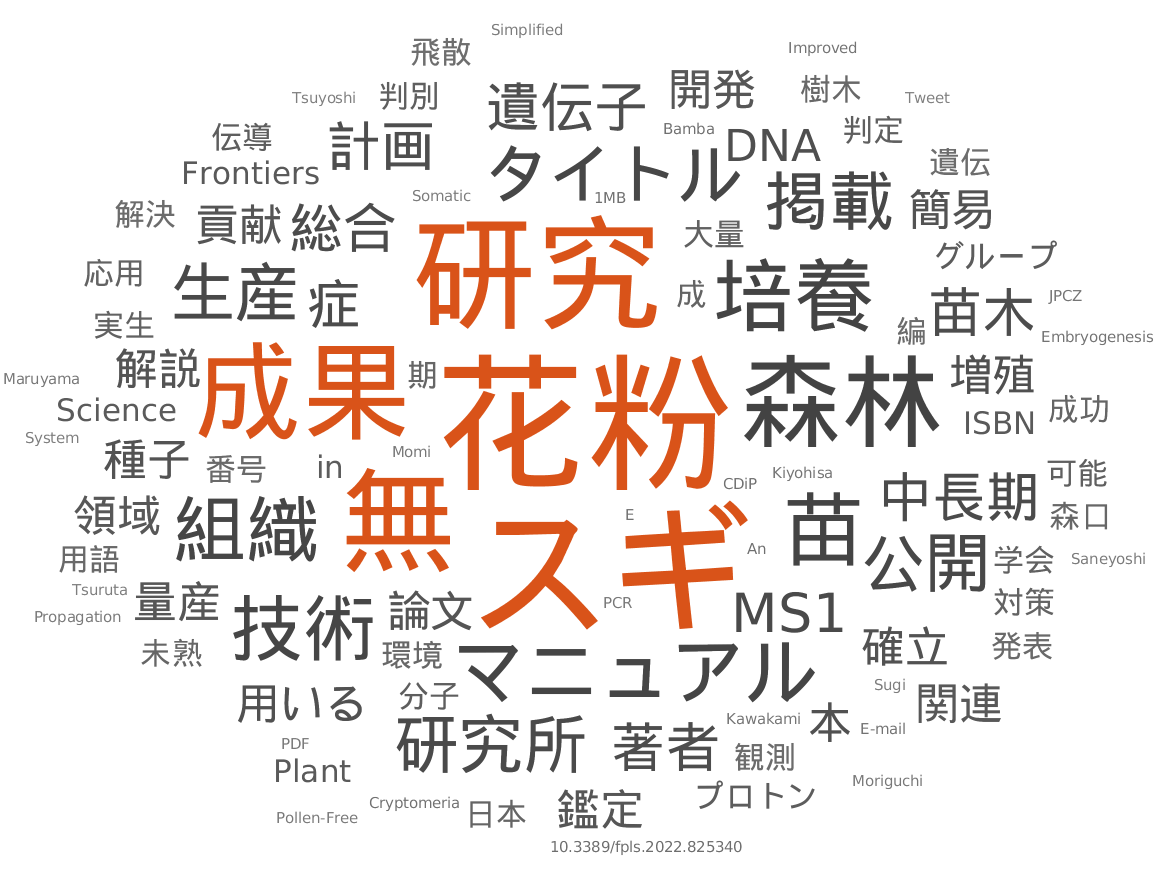 Simplified
飛散
Improved
Tsuyoshi
判別
遺伝子
開発
樹木
Tweet
伝導
計画
Bamba
DNA
判定
Frontiers
タイトル
遺伝
解決
貢献
総合
Somatic
1MB
掲載
簡易
研究
大量
グループ
応用
生産
症
成
培養
苗木
JPCZ
実生
編
Embryogenesis
Maruyama
解説
成果
期
花粉
森林
増殖
Science
ISBN
成功
System
種子
番号
in
Momi
CDiP
Kiyohisa
可能
領域
組織
無
スギ
E
苗
中長期
森口
用語
An
公開
学会
Saneyoshi
Tsuruta
量産
技術
論文
PCR
MS1
対策
Propagation
未熟
環境
マニュアル
確立
発表
用いる
分子
Sugi
関連
PDF
研究所
著者
Kawakami
本
E-mail
Plant
観測
Moriguchi
Pollen-Free
Cryptomeria
日本
鑑定
プロトン
10.3389/fpls.2022.825340